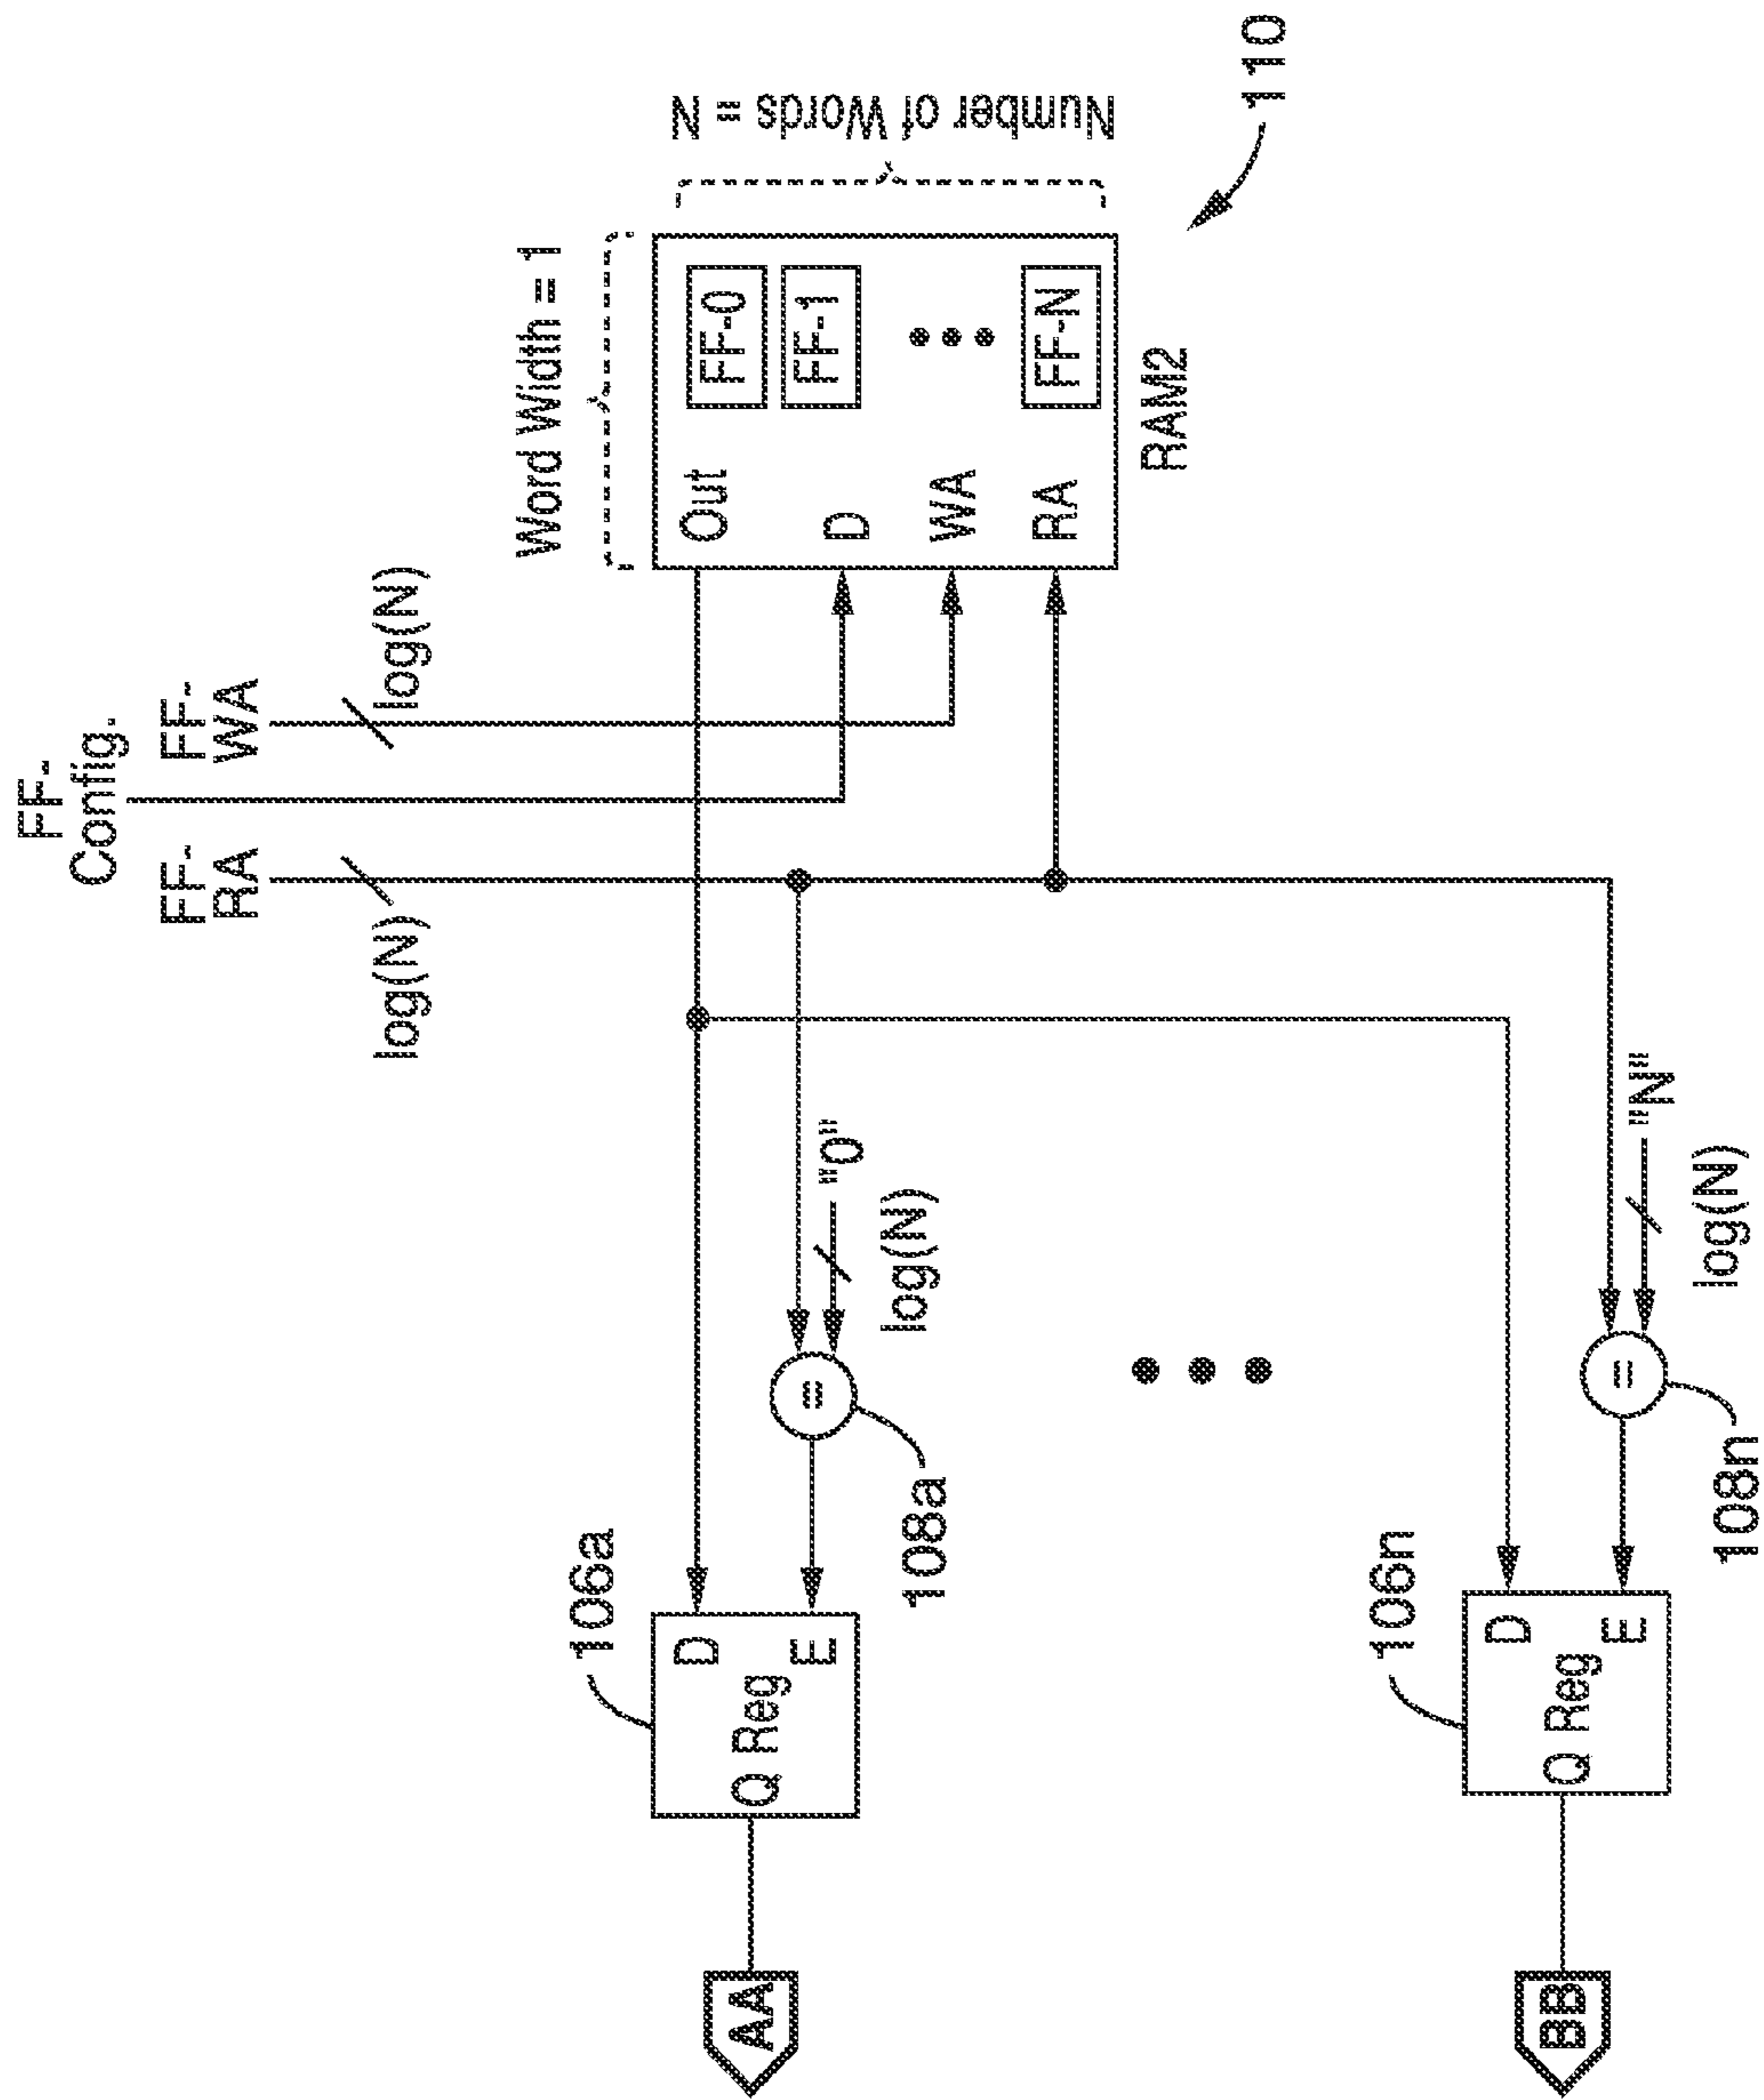 FF-
Config.
FF-
RA
FF-
WA
log(N)
log(N)
Word Width = 1
Number of Words = N
Out
D
WA
RA
FF-0
FF-1
FF-N
RAM2
110
"0"
log(N)
=
108a
106a
D
E
Q Reg
AA
"N"
log(N)
=
108n
106n
D
E
Q Reg
BB